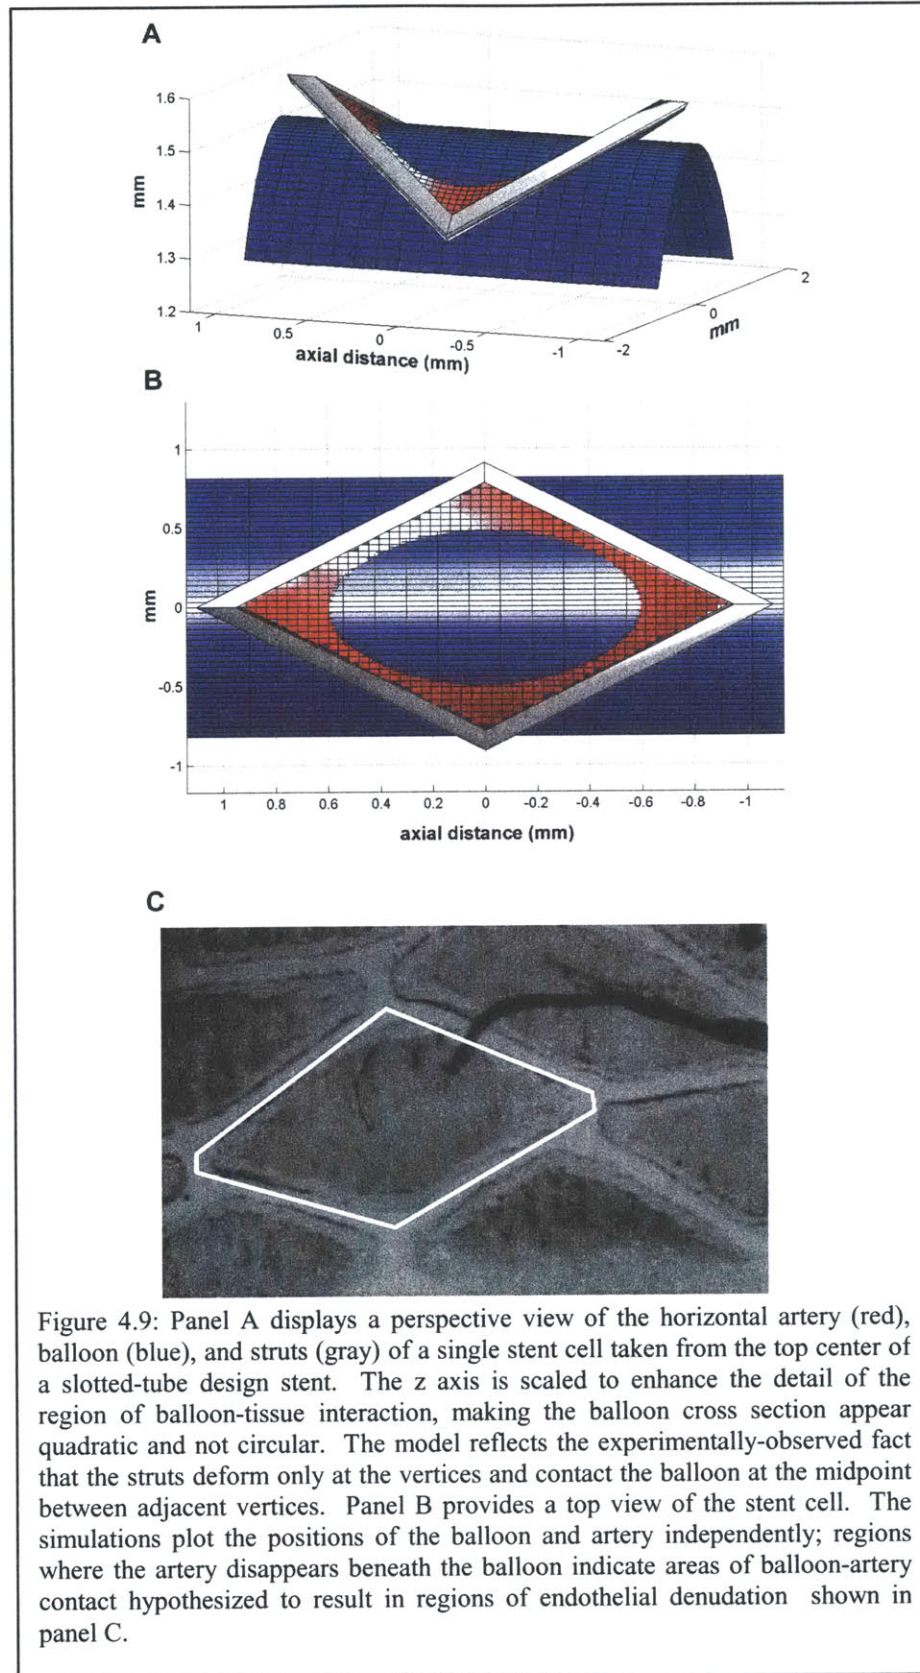 A
1.6
1.5
1.4
1.3
1.2
mm
1
0.5
0
-0.5
-1
axial distance (mm)
-2
0
2
mm
B
1
0.5
0
-0.5
-1
mm
1 0.8 0.6 0.4 0.2 0 -0.2 -0.4 -0.6 -0.8 -1
axial distance (mm)
C
Figure 4.9: Panel A displays a perspective view of the horizontal artery (red),
balloon (blue), and struts (gray) of a single stent cell taken from the top center of
a slotted-tube design stent. The z axis is scaled to enhance the detail of the
region of balloon-tissue interaction, making the balloon cross section appear
quadratic and not circular. The model reflects the experimentally-observed fact
that the struts deform only at the vertices and contact the balloon at the midpoint
between adjacent vertices. Panel B provides a top view of the stent cell. The
simulations plot the positions of the balloon and artery independently; regions
where the artery disappears beneath the balloon indicate areas of balloon-artery
contact hypothesized to result in regions of endothelial denudation shown in
panel C.